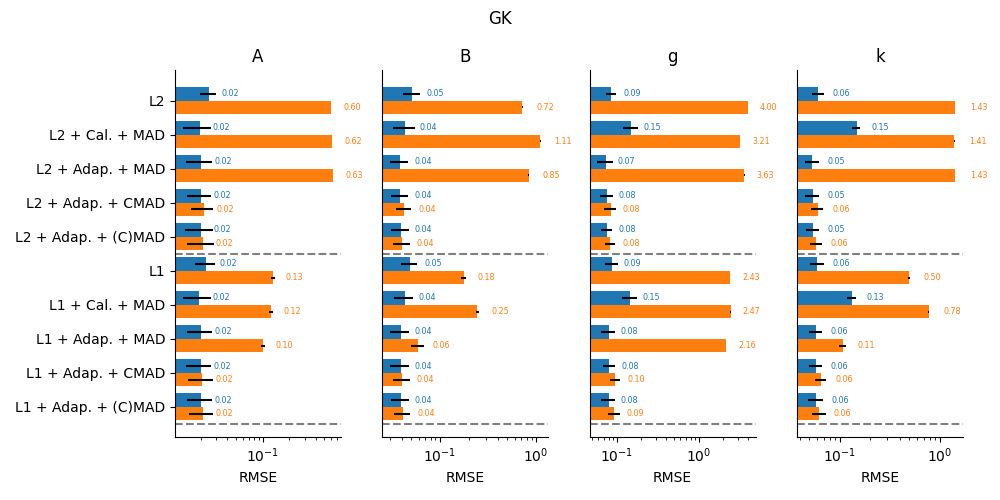 GK
A B g k
L2 0.02 0.05 0.09 0.06
0.60 0.72 4.00 1.43
L2 + Cal. + MAD 0.02 0.04 0.15 0.15
0.62 1.11 3.21 1.41
L2 + Adap. + MAD 0.02 0.04 0.07 0.05
0.63 0.85 3.63 1.43
L2 + Adap. + CMAD 0.02 0.04 0.08 0.05
0.02 0.04 0.08 0.06
L2 + Adap. + (C)MAD 0.02 0.04 0.08 0.05
0.02 0.04 0.08 0.06
L1 0.02 0.05 0.09 0.06
0.13 0.18 2.43 0.50
L1 + Cal. + MAD 0.02 0.04 0.15 0.13
0.12 0.25 2.47 0.78
L1 + Adap. + MAD 0.02 0.04 0.08 0.06
0.10 0.06 2.16 0.11
L1 + Adap. + CMAD 0.02 0.04 0.08 0.06
0.02 0.04 0.10 0.06
L1 + Adap. + (C)MAD 0.02 0.04 0.08 0.06
0.02 0.04 0.09 0.06
10⁻¹ 10⁻¹ 10⁰ 10⁻¹ 10⁰ 10⁻¹ 10⁰
RMSE RMSE RMSE RMSE